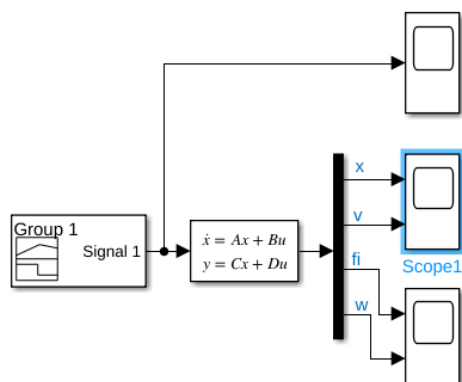 x
v
Group 1
Signal 1
ẋ = Ax + Bu
y = Cx + Du
fi
Scope1
w